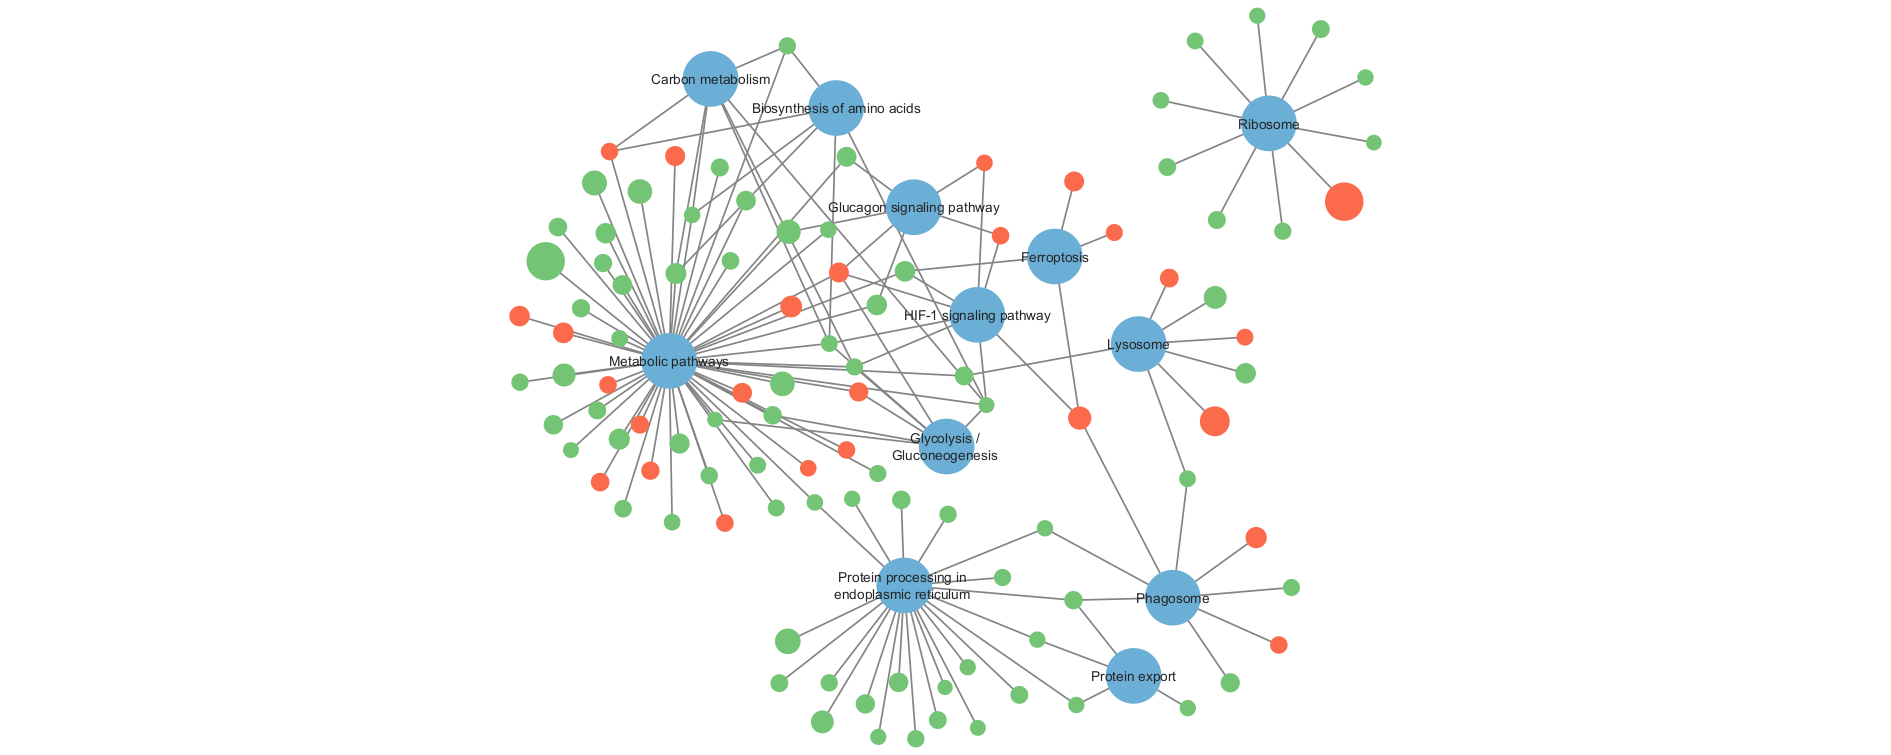 Carbon metabolism
Biosynthesis of amino acids
Ribosome
Glucagon signaling pathway
Ferroptosis
HIF-1 signaling pathway
Lysosome
Metabolic pathways
Glycolysis /
Gluconeogenesis
Protein processing in
endoplasmic reticulum
Phagosome
Protein export